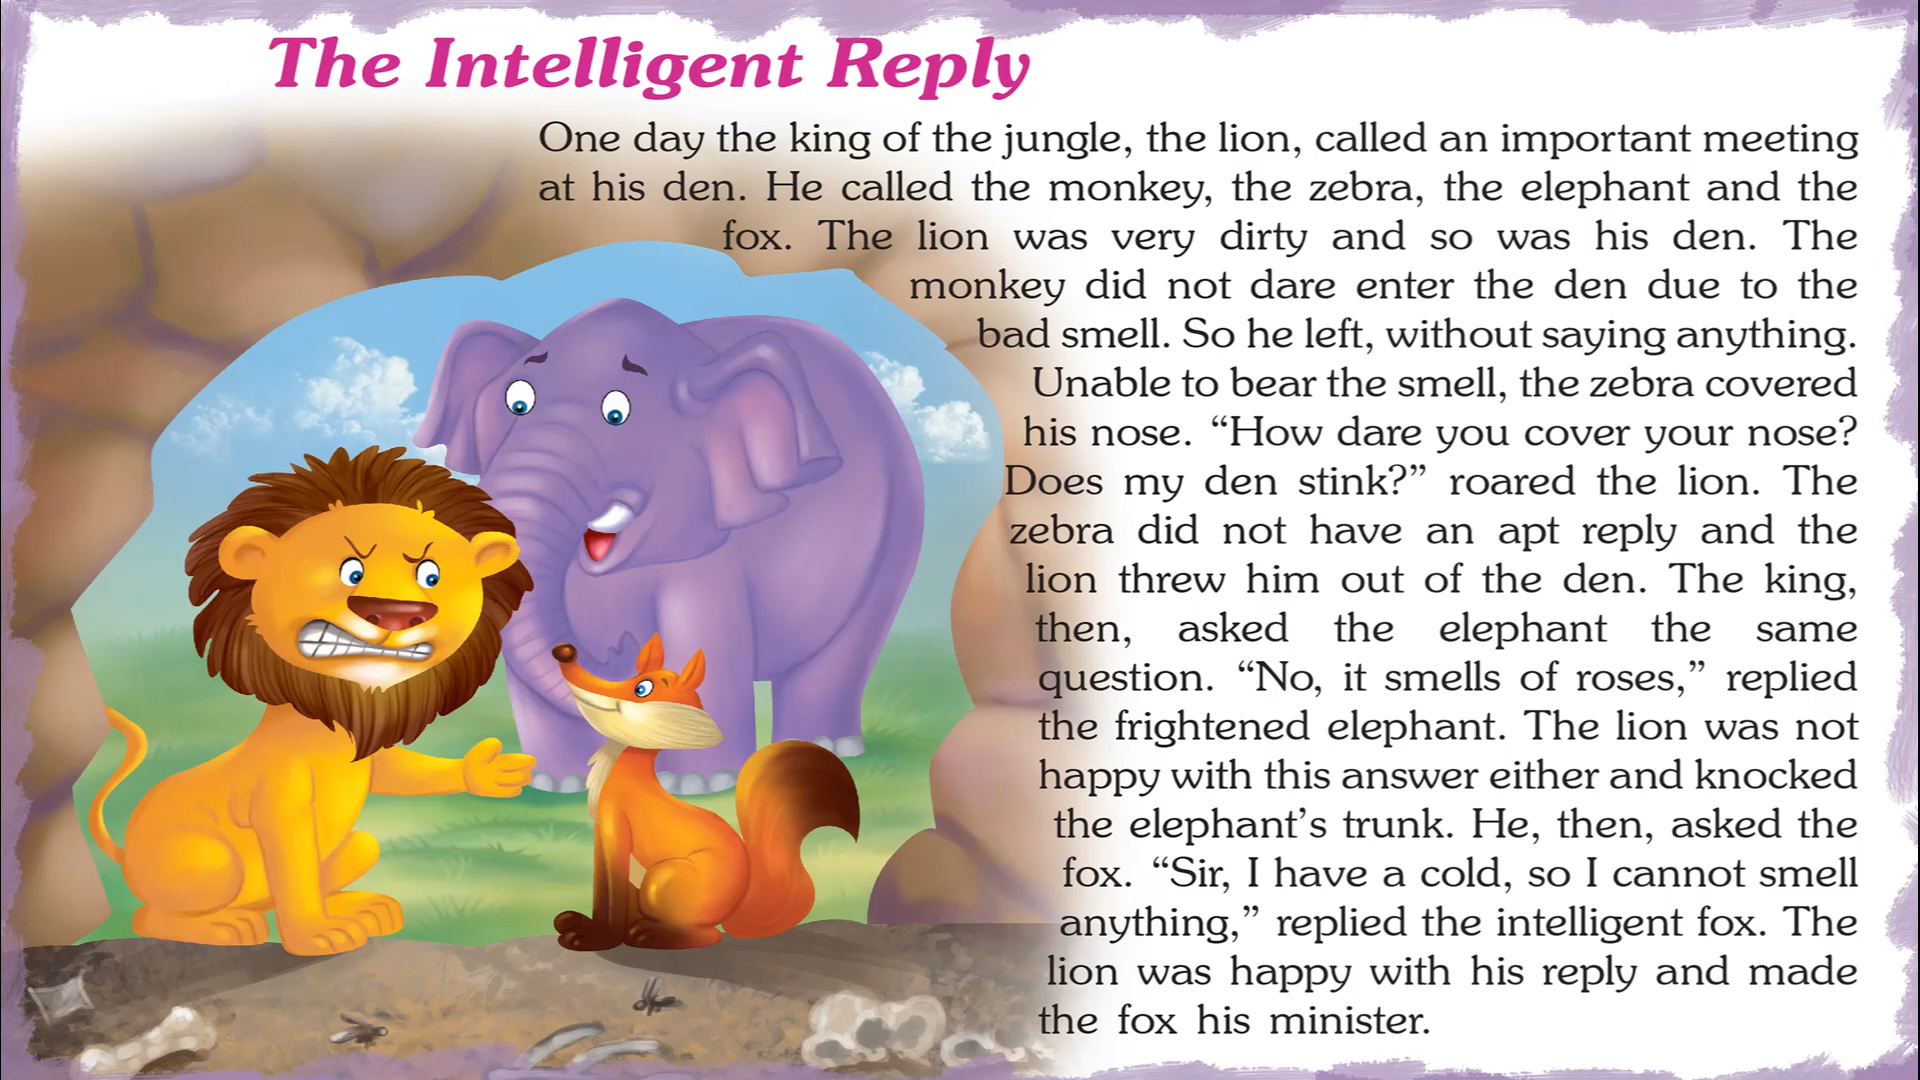 The Intelligent Reply
One day the king of the jungle, the lion, called an important meeting
at his den. He called the monkey, the zebra, the elephant and the
fox. The lion was very dirty and so was his den. The
monkey did not dare enter the den due to the
bad smell. So he left, without saying anything.
Unable to bear the smell, the zebra covered
his nose. “How dare you cover your nose?
Does my den stink?” roared the lion. The
zebra did not have an apt reply and the
lion threw him out of the den. The king,
then, asked the elephant the same
question. “No, it smells of roses,” replied
the frightened elephant. The lion was not
happy with this answer either and knocked
the elephant’s trunk. He, then, asked the
fox. “Sir, I have a cold, so I cannot smell
anything,” replied the intelligent fox. The
lion was happy with his reply and made
the fox his minister.